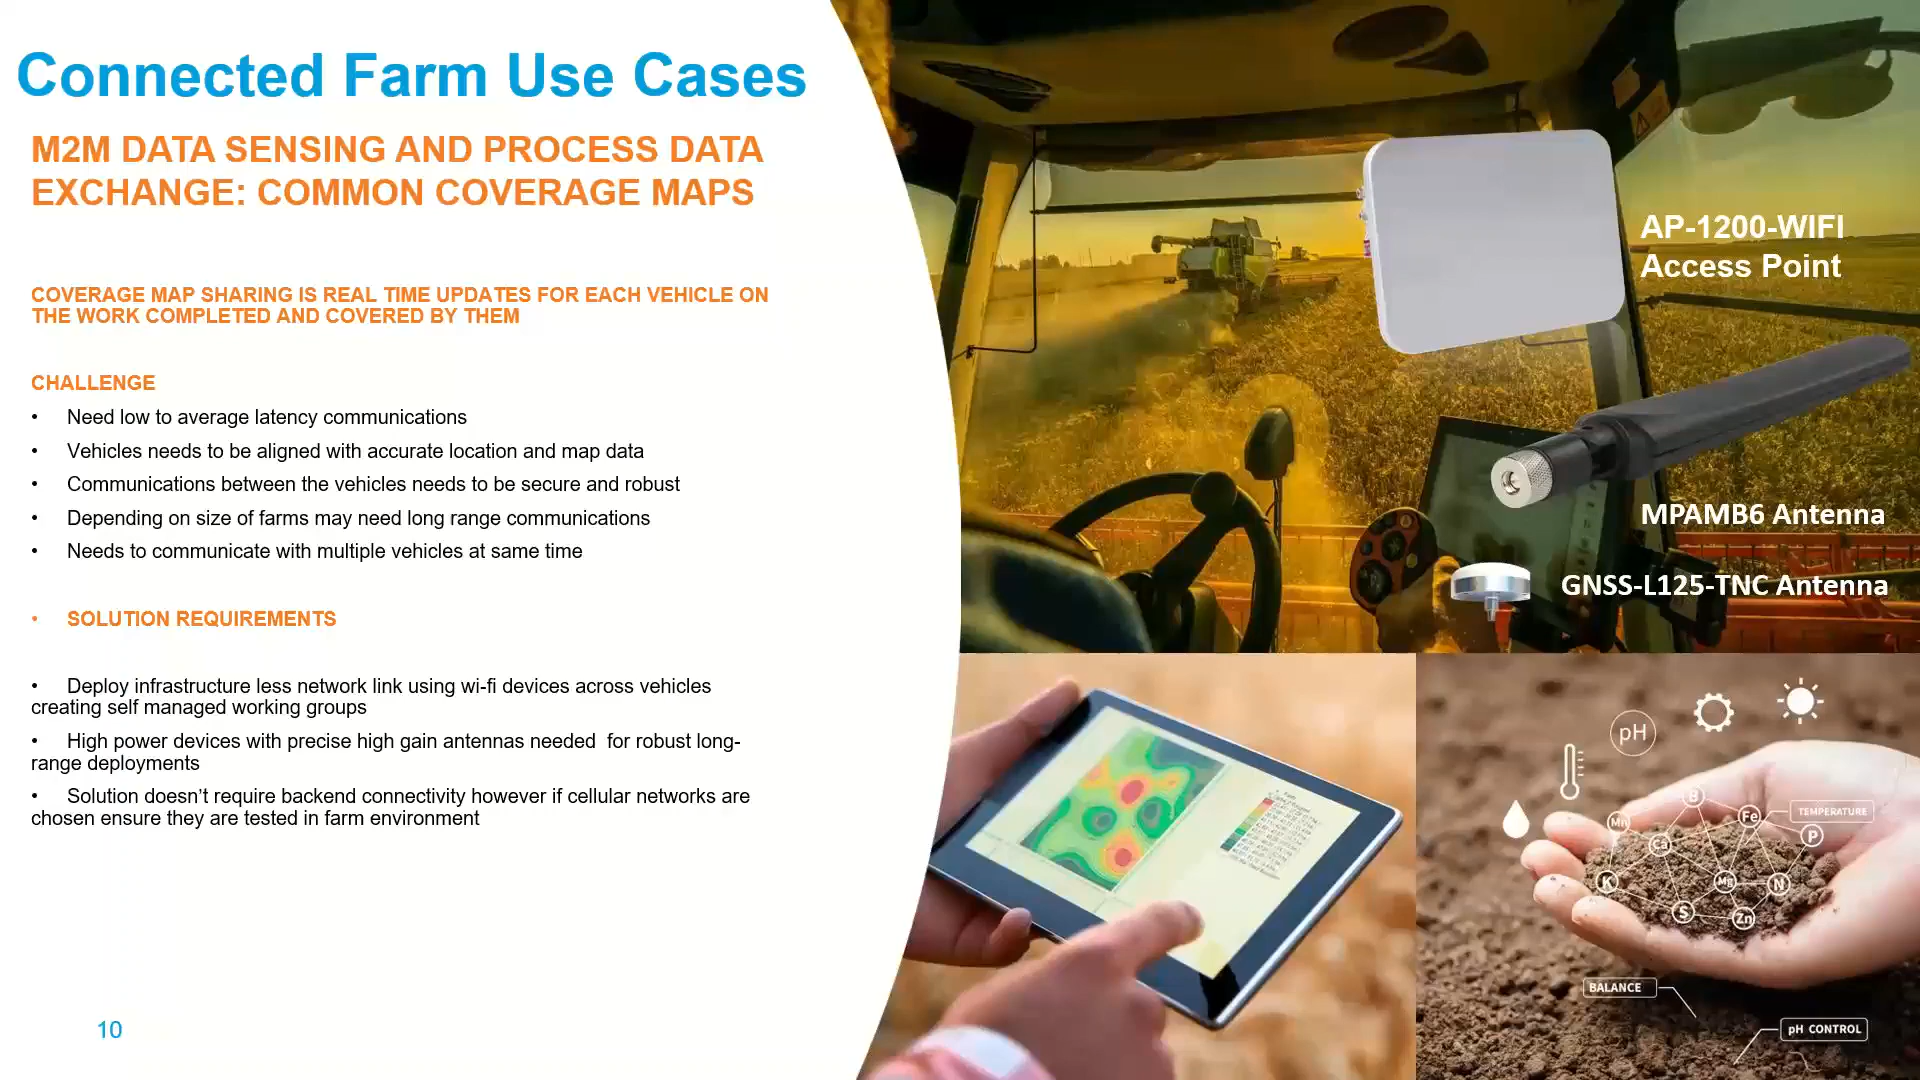 Connected Farm Use Cases
M2M DATA SENSING AND PROCESS DATA
EXCHANGE: COMMON COVERAGE MAPS
COVERAGE MAP SHARING IS REAL TIME UPDATES FOR EACH VEHICLE ON
THE WORK COMPLETED AND COVERED BY THEM
CHALLENGE
• Need low to average latency communications
• Vehicles needs to be aligned with accurate location and map data
• Communications between the vehicles needs to be secure and robust
• Depending on size of farms may need long range communications
• Needs to communicate with multiple vehicles at same time
• SOLUTION REQUIREMENTS
• Deploy infrastructure less network link using wi-fi devices across vehicles
creating self managed working groups
• High power devices with precise high gain antennas needed  for robust long-
range deployments
• Solution doesn’t require backend connectivity however if cellular networks are
chosen ensure they are tested in farm environment
10
AP-1200-WIFI
Access Point
MPAMB6 Antenna
GNSS-L125-TNC Antenna
pH
B
Mn
Fe
TEMPERATURE
Ca
P
K
Mg
N
S
Zn
BALANCE
pH CONTROL